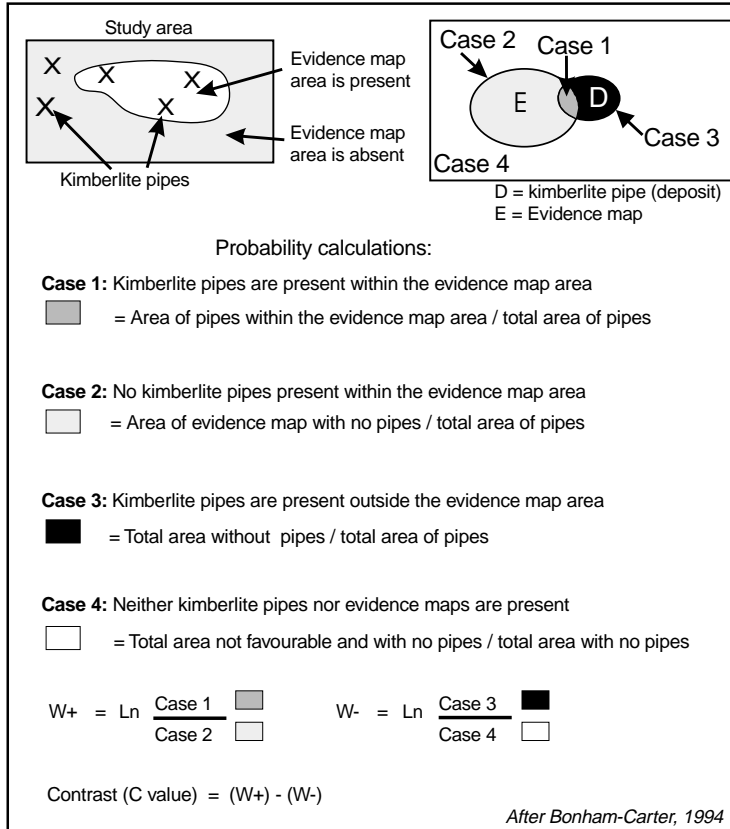 Study area
X
X
X
X
X
Evidence map
area is present
Evidence map
area is absent
Kimberlite pipes
Case 2
Case 1
E
D
Case 3
Case 4
D = kimberlite pipe (deposit)
E = Evidence map
Probability calculations:
Case 1: Kimberlite pipes are present within the evidence map area
= Area of pipes within the evidence map area / total area of pipes
Case 2: No kimberlite pipes present within the evidence map area
= Area of evidence map with no pipes / total area of pipes
Case 3: Kimberlite pipes are present outside the evidence map area
= Total area without pipes / total area of pipes
Case 4: Neither kimberlite pipes nor evidence maps are present
= Total area not favourable and with no pipes / total area with no pipes
W+ = Ln Case 1
Case 2
W- = Ln Case 3
Case 4
Contrast (C value) = (W+) - (W-)
After Bonham-Carter, 1994